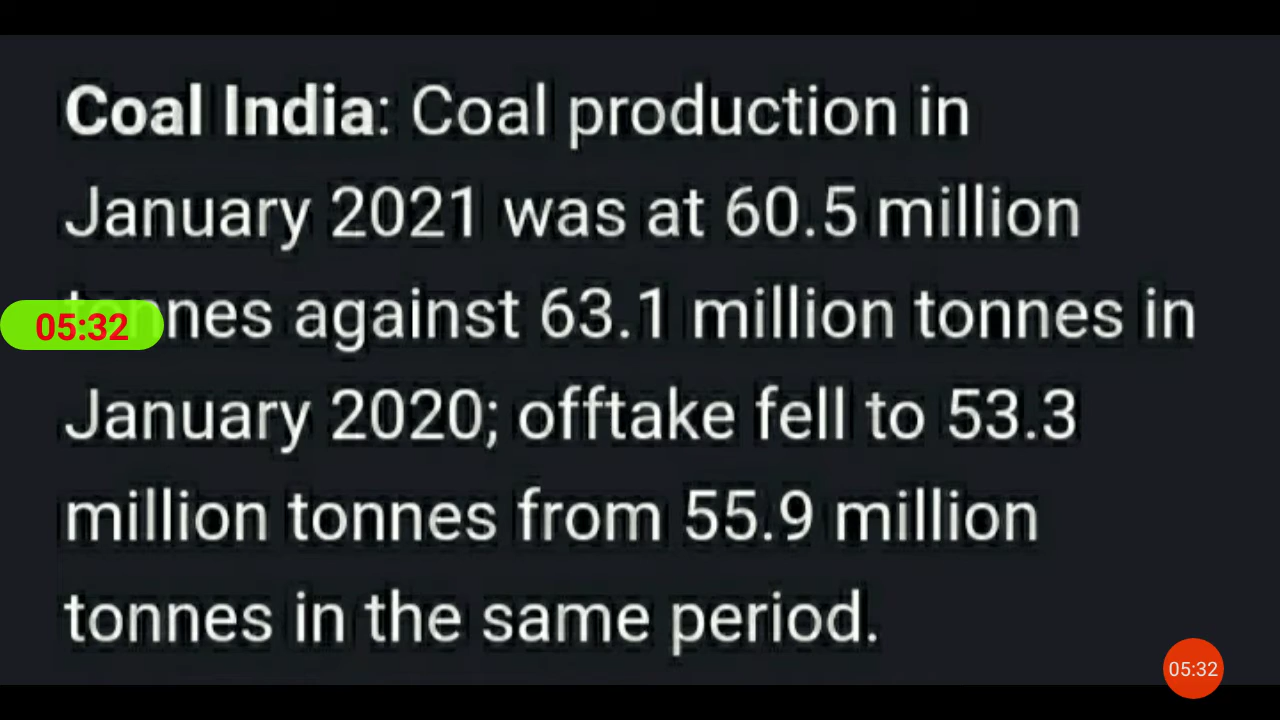 Coal India: Coal production in
January 2021 was at 60.5 million
tonnes against 63.1 million tonnes in
05:32
January 2020; offtake fell to 53.3
million tonnes from 55.9 million
tonnes in the same period.
05:32